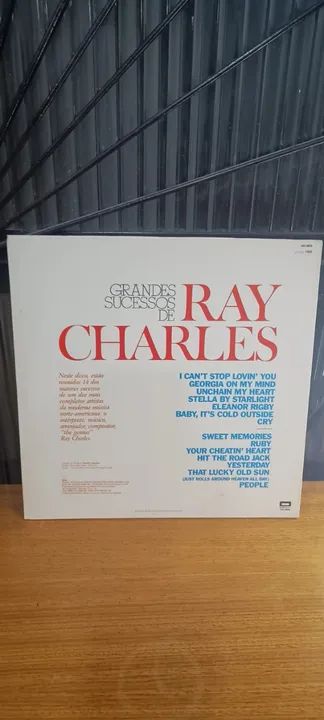 GRANDES
SUCESSOS
DE
RAY
CHARLES
Neste disco, estão
reunidos 14 dos
maiores sucessos
de um dos mais
completos artistas
da moderna música
norte-americana: o
intérprete, músico,
arranjador, compositor,
"the genius"
Ray Charles
I CAN'T STOP LOVIN' YOU
GEORGIA ON MY MIND
UNCHAIN MY HEART
STELLA BY STARLIGHT
ELEANOR RIGBY
BABY, IT'S COLD OUTSIDE
CRY
SWEET MEMORIES
RUBY
YOUR CHEATIN' HEART
HIT THE ROAD JACK
YESTERDAY
THAT LUCKY OLD SUN
(JUST ROLLS AROUND HEAVEN ALL DAY)
PEOPLE